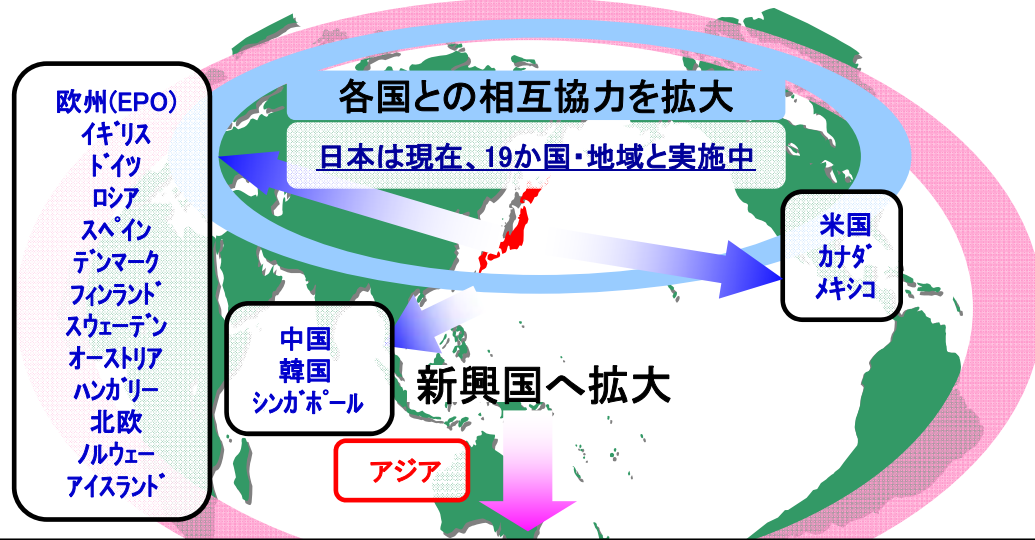 各国との相互協力を拡大
日本は現在、19か国・地域と実施中
欧州(EPO)
イギリス
ドイツ
ロシア
スペイン
デンマーク
フィンランド
スウェーデン
オーストリア
ハンガリー
北欧
ノルウェー
アイスランド
米国
カナダ
メキシコ
中国
韓国
シンガポール
新興国へ拡大
アジア